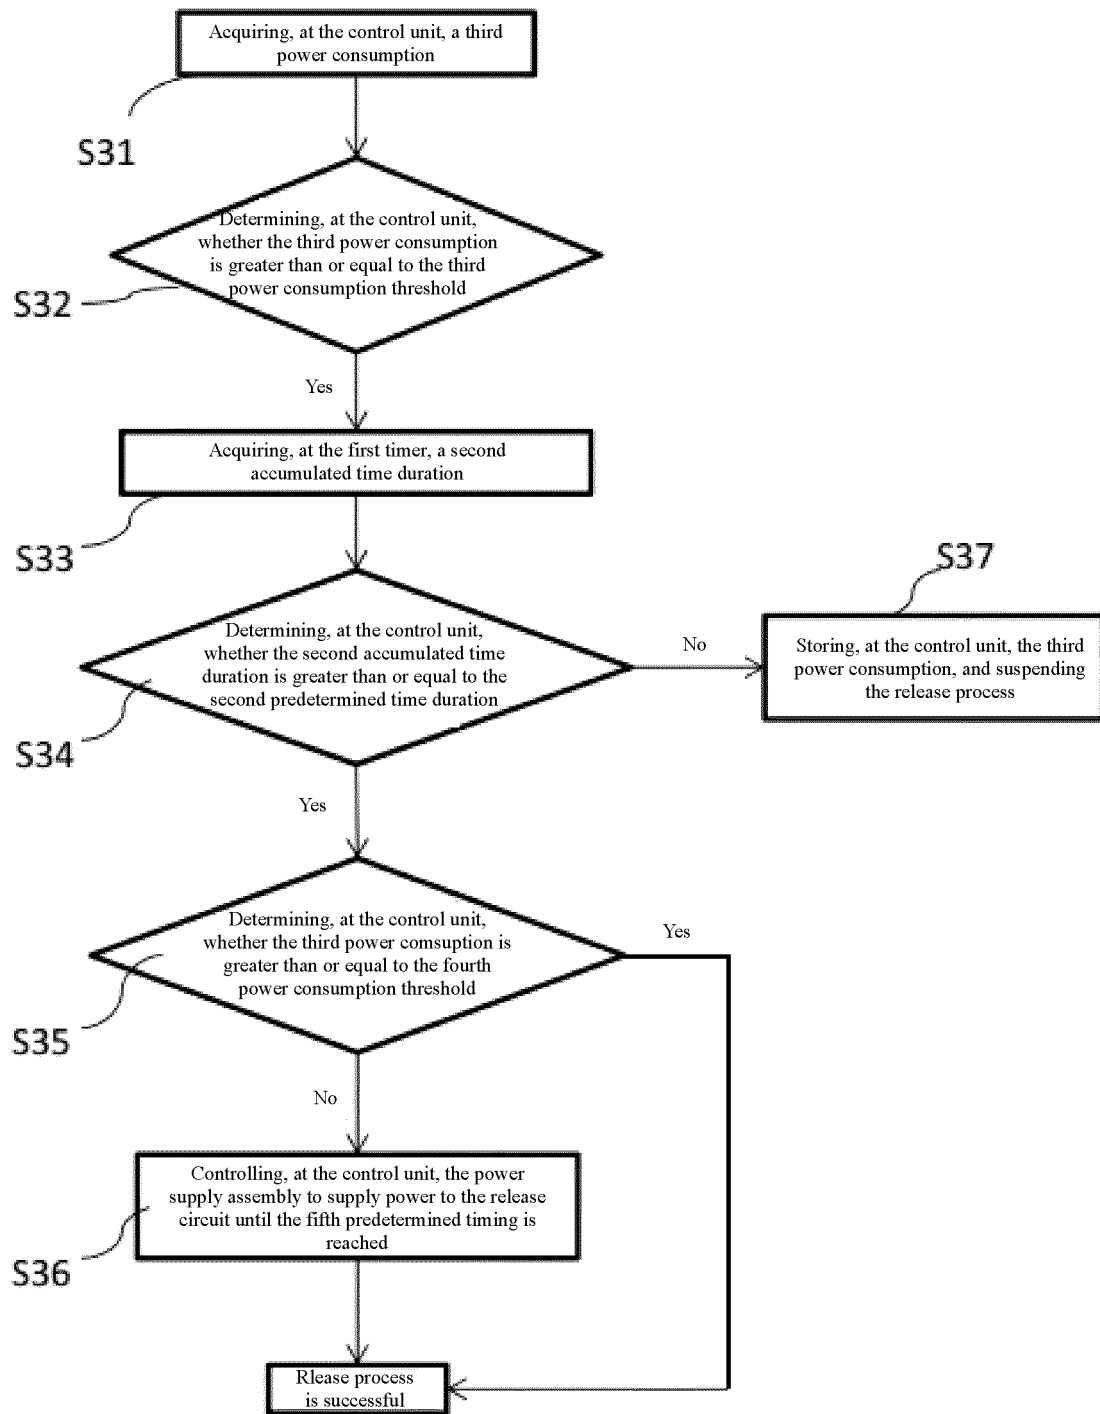 Acquiring, at the control unit, a third
power consumption
S31
Determining, at the control unit,
whether the third power consumption
is greater than or equal to the third
power consumption threshold
S32
Yes
Acquiring, at the first timer, a second
accumulated time duration
S33
S37
Determining, at the control unit,
whether the second accumulated time
duration is greater than or equal to the
second predetermined time duration
No
Storing, at the control unit, the third
power consumption, and suspending
the release process
S34
Yes
Determining, at the control unit,
whether the third power comsuption is
greater than or equal to the fourth
power consumption threshold
Yes
S35
No
Controlling, at the control unit, the power
supply assembly to supply power to the release
circuit until the fifth predetermined timing is
reached
S36
Rlease process
is successful